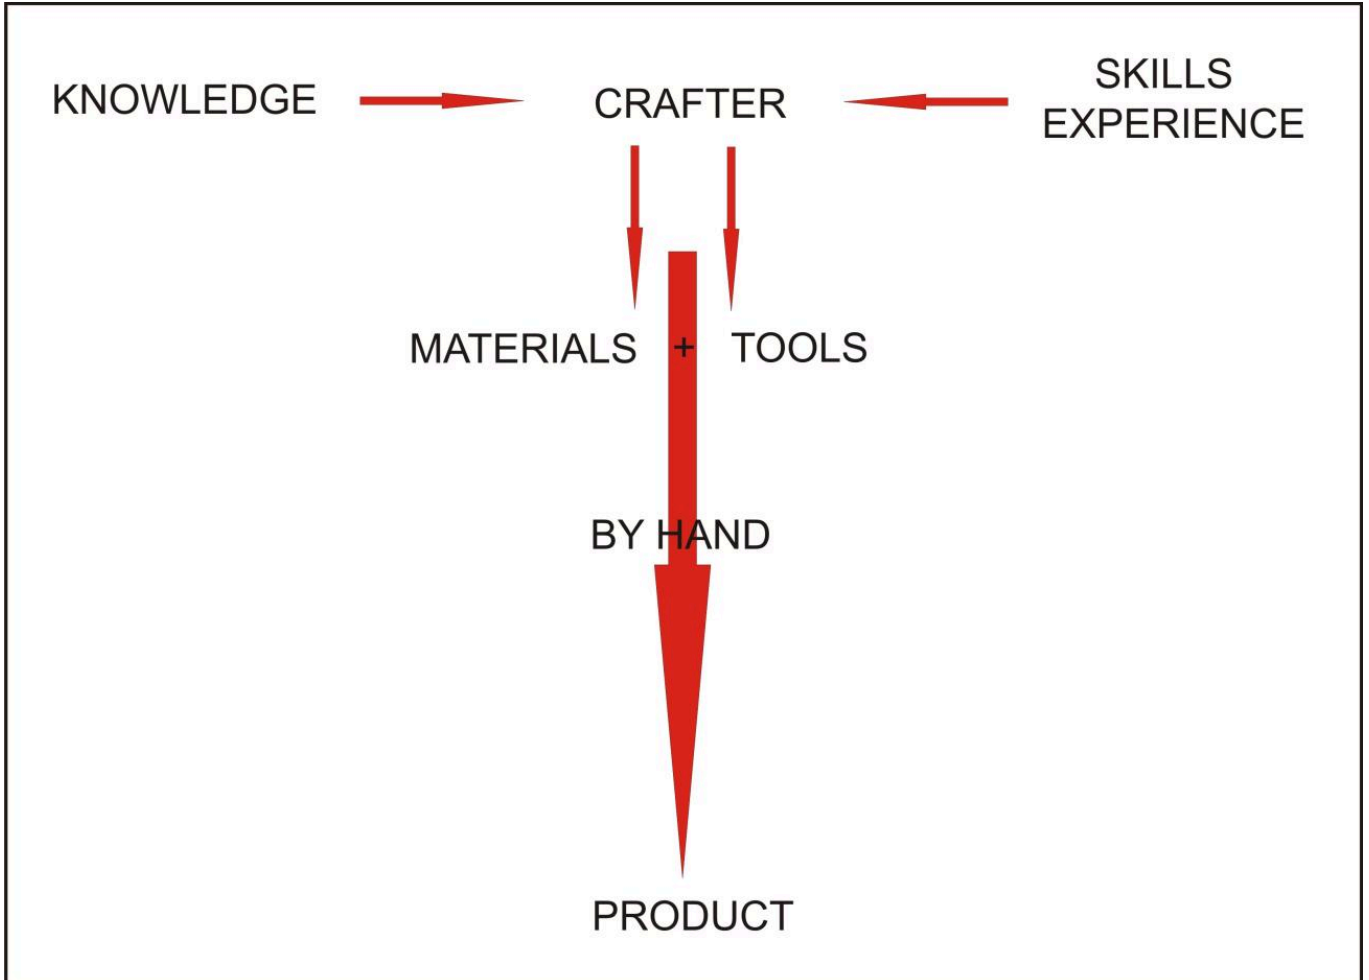 KNOWLEDGE
CRAFTER
SKILLS
EXPERIENCE
MATERIALS + TOOLS
BY HAND
PRODUCT